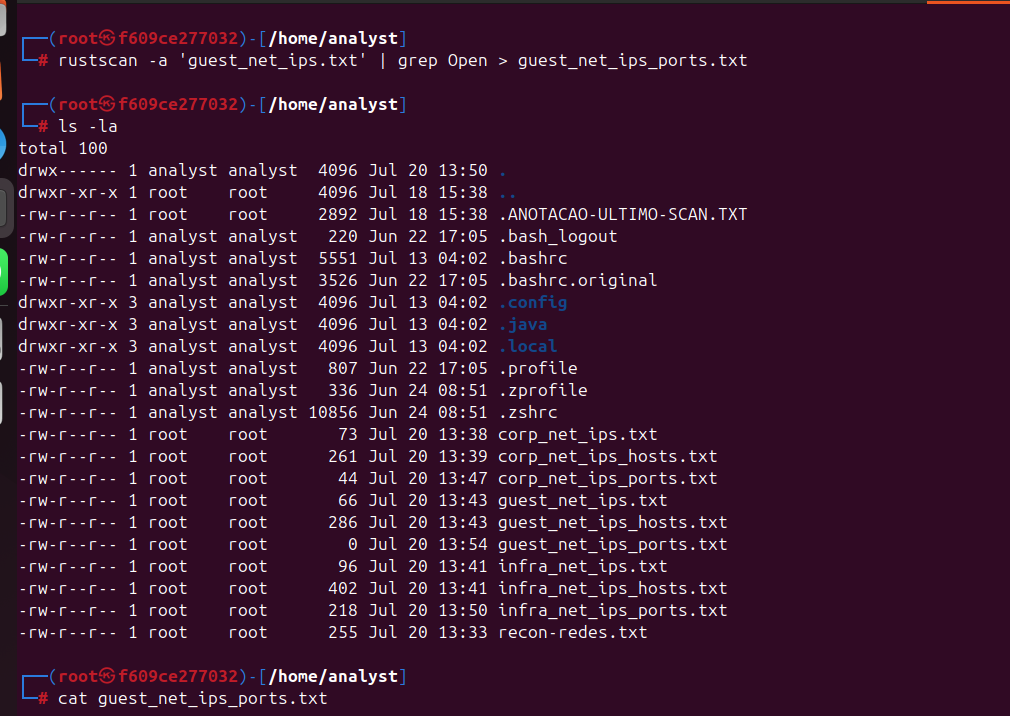 ┌──(root㉿f609ce277032)-[/home/analyst]
└─# rustscan -a 'guest_net_ips.txt' | grep Open > guest_net_ips_ports.txt
┌──(root㉿f609ce277032)-[/home/analyst]
└─# ls -la
total 100
drwx------ 1 analyst analyst  4096 Jul 20 13:50 .
drwxr-xr-x 1 root    root     4096 Jul 18 15:38 ..
-rw-r--r-- 1 root    root     2892 Jul 18 15:38 .ANOTACAO-ULTIMO-SCAN.TXT
-rw-r--r-- 1 analyst analyst   220 Jun 22 17:05 .bash_logout
-rw-r--r-- 1 analyst analyst  5551 Jul 13 04:02 .bashrc
-rw-r--r-- 1 analyst analyst  3526 Jun 22 17:05 .bashrc.original
drwxr-xr-x 3 analyst analyst  4096 Jul 13 04:02 .config
drwxr-xr-x 3 analyst analyst  4096 Jul 13 04:02 .java
drwxr-xr-x 3 analyst analyst  4096 Jul 13 04:02 .local
-rw-r--r-- 1 analyst analyst   807 Jun 22 17:05 .profile
-rw-r--r-- 1 analyst analyst   336 Jun 24 08:51 .zprofile
-rw-r--r-- 1 analyst analyst 10856 Jun 24 08:51 .zshrc
-rw-r--r-- 1 root    root       73 Jul 20 13:38 corp_net_ips.txt
-rw-r--r-- 1 root    root      261 Jul 20 13:39 corp_net_ips_hosts.txt
-rw-r--r-- 1 root    root       44 Jul 20 13:47 corp_net_ips_ports.txt
-rw-r--r-- 1 root    root       66 Jul 20 13:43 guest_net_ips.txt
-rw-r--r-- 1 root    root      286 Jul 20 13:43 guest_net_ips_hosts.txt
-rw-r--r-- 1 root    root        0 Jul 20 13:54 guest_net_ips_ports.txt
-rw-r--r-- 1 root    root       96 Jul 20 13:41 infra_net_ips.txt
-rw-r--r-- 1 root    root      402 Jul 20 13:41 infra_net_ips_hosts.txt
-rw-r--r-- 1 root    root      218 Jul 20 13:50 infra_net_ips_ports.txt
-rw-r--r-- 1 root    root      255 Jul 20 13:33 recon-redes.txt
┌──(root㉿f609ce277032)-[/home/analyst]
└─# cat guest_net_ips_ports.txt